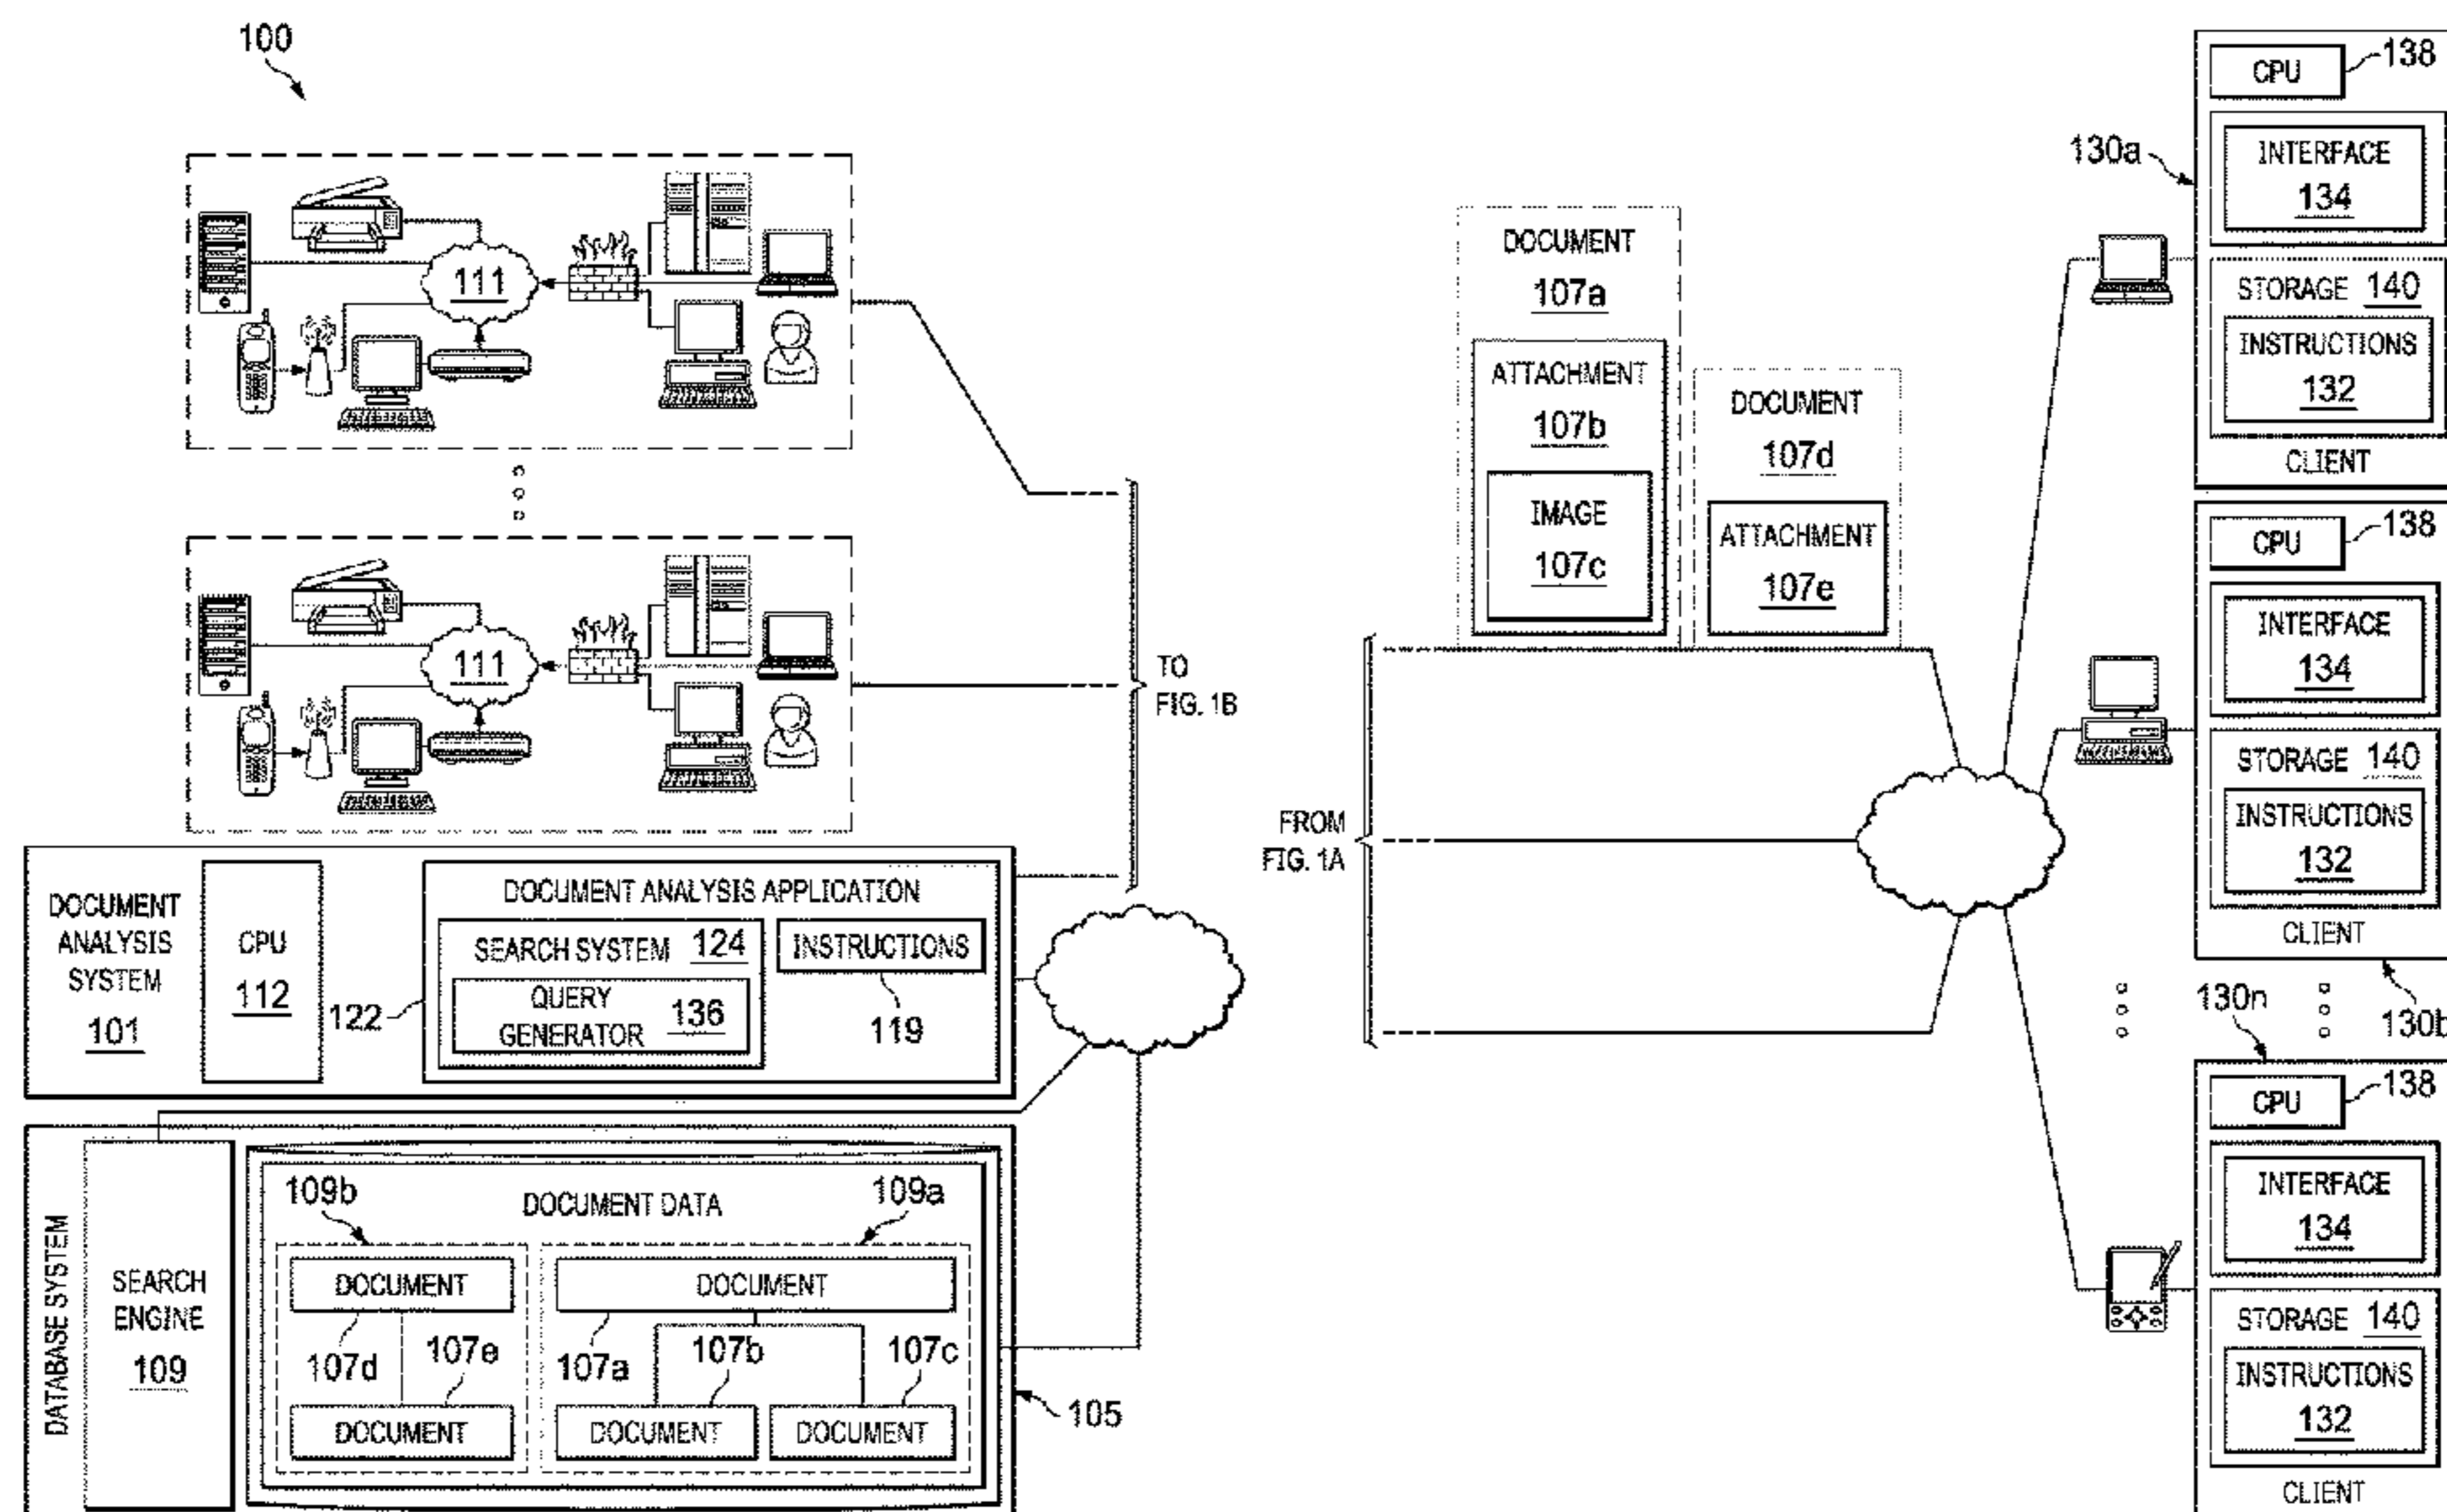 100
111
111
TO
FIG. 1B
DOCUMENT
ANALYSIS
SYSTEM
101
CPU
112
122
DOCUMENT ANALYSIS APPLICATION
SEARCH SYSTEM 124
QUERY
GENERATOR 136
INSTRUCTIONS
119
DATABASE SYSTEM
SEARCH
ENGINE
109
109b
DOCUMENT DATA
109a
DOCUMENT
DOCUMENT
107d
107e
107a
107b
107c
DOCUMENT
DOCUMENT
DOCUMENT
105
FROM
FIG. 1A
DOCUMENT
107a
ATTACHMENT
107b
IMAGE
107c
DOCUMENT
107d
ATTACHMENT
107e
130a
CPU
138
INTERFACE
134
STORAGE 140
INSTRUCTIONS
132
CLIENT
CPU
138
INTERFACE
134
STORAGE 140
INSTRUCTIONS
132
CLIENT
130n
130b
CPU
138
INTERFACE
134
STORAGE 140
INSTRUCTIONS
132
CLIENT